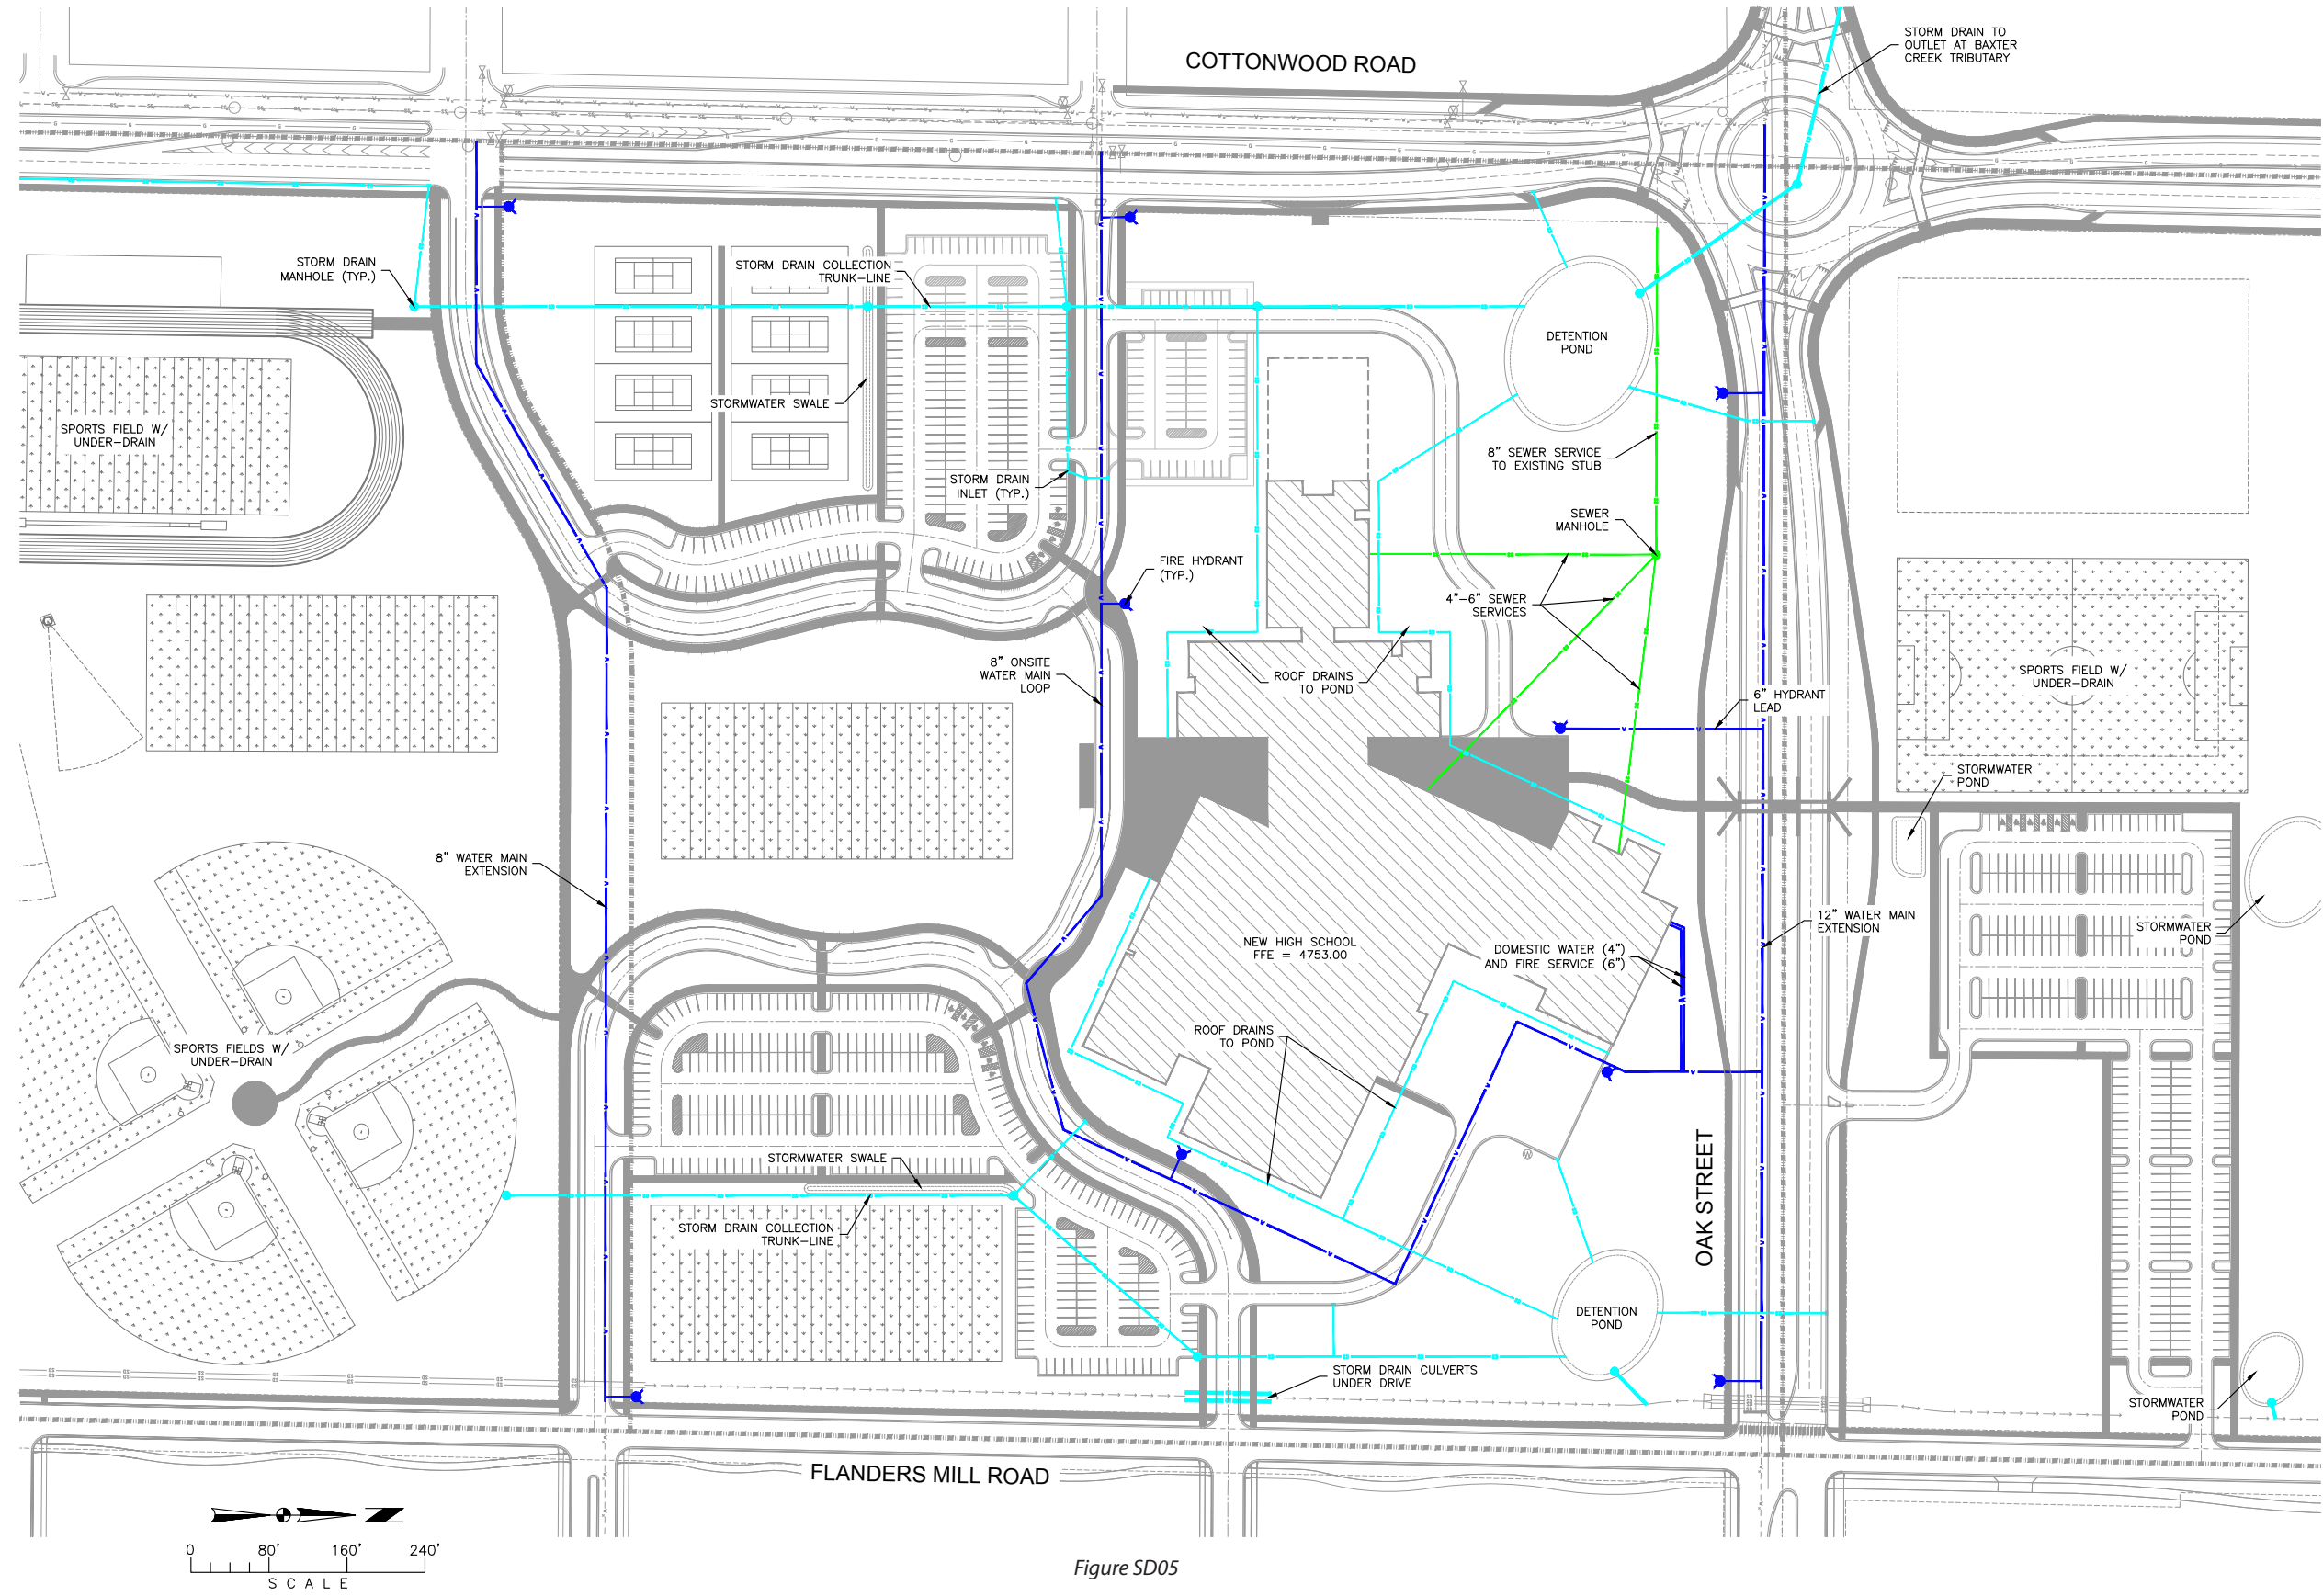 COTTONWOOD ROAD
STORM DRAIN TO
OUTLET AT BAXTER
CREEK TRIBUTARY
STORM DRAIN
MANHOLE (TYP.)
STORM DRAIN COLLECTION
TRUNK-LINE
DETENTION
POND
STORMWATER SWALE
SPORTS FIELD W/
UNDER-DRAIN
8" SEWER SERVICE
TO EXISTING STUB
STORM DRAIN
INLET (TYP.)
SEWER
MANHOLE
FIRE HYDRANT
(TYP.)
4"-6" SEWER
SERVICES
8" ONSITE
WATER MAIN
LOOP
ROOF DRAINS
TO POND
SPORTS FIELD W/
UNDER-DRAIN
6" HYDRANT
LEAD
STORMWATER
POND
8" WATER MAIN
EXTENSION
12" WATER MAIN
EXTENSION
STORMWATER
POND
NEW HIGH SCHOOL
FFE = 4753.00
DOMESTIC WATER (4")
AND FIRE SERVICE (6")
ROOF DRAINS
TO POND
SPORTS FIELDS W/
UNDER-DRAIN
STORMWATER SWALE
OAK STREET
STORM DRAIN COLLECTION
TRUNK-LINE
DETENTION
POND
STORM DRAIN CULVERTS
UNDER DRIVE
STORMWATER
POND
FLANDERS MILL ROAD
Z
0 80' 160' 240'
SCALE
Figure SD05